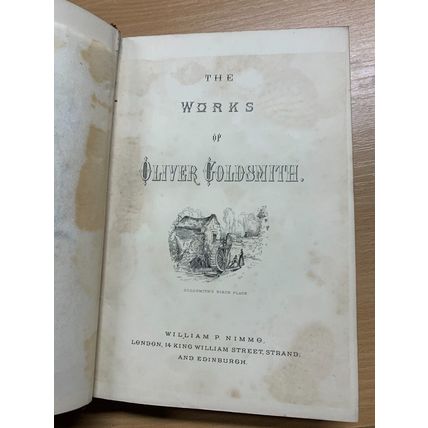 THE
WORKS
OF
OLIVER GOLDSMITH.
GOLDSMITH'S BIRTH PLACE
WILLIAM P. NIMMO.
LONDON, 14 KING WILLIAM STREET, STRAND;
AND EDINBURGH.